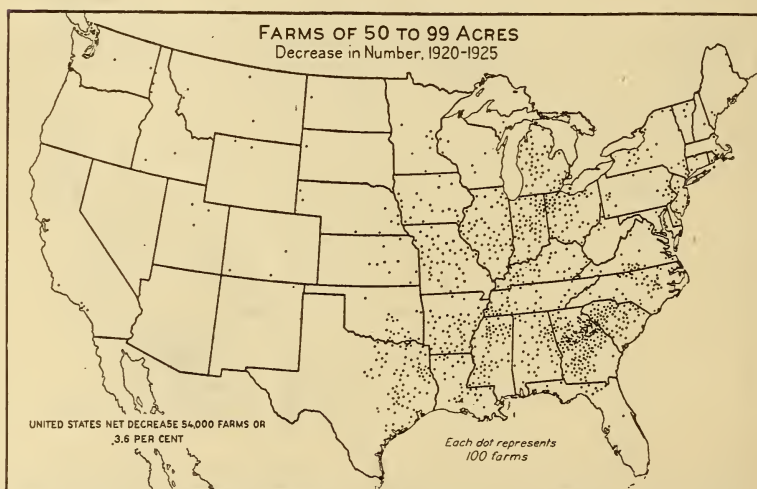 FARMS OF 50 TO 99 ACRES
Decrease in Number, 1920-1925
UNITED STATES NET DECREASE 54,000 FARMS OR
3.6 PER CENT
Each dot represents
100 farms